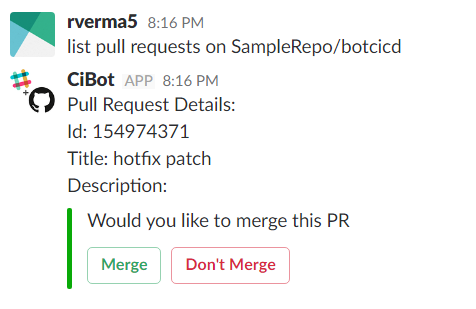 rverma5 8:16 PM
list pull requests on SampleRepo/botcicd
CiBot APP 8:16 PM
Pull Request Details:
Id: 154974371
Title: hotfix patch
Description:
Would you like to merge this PR
Merge Don't Merge